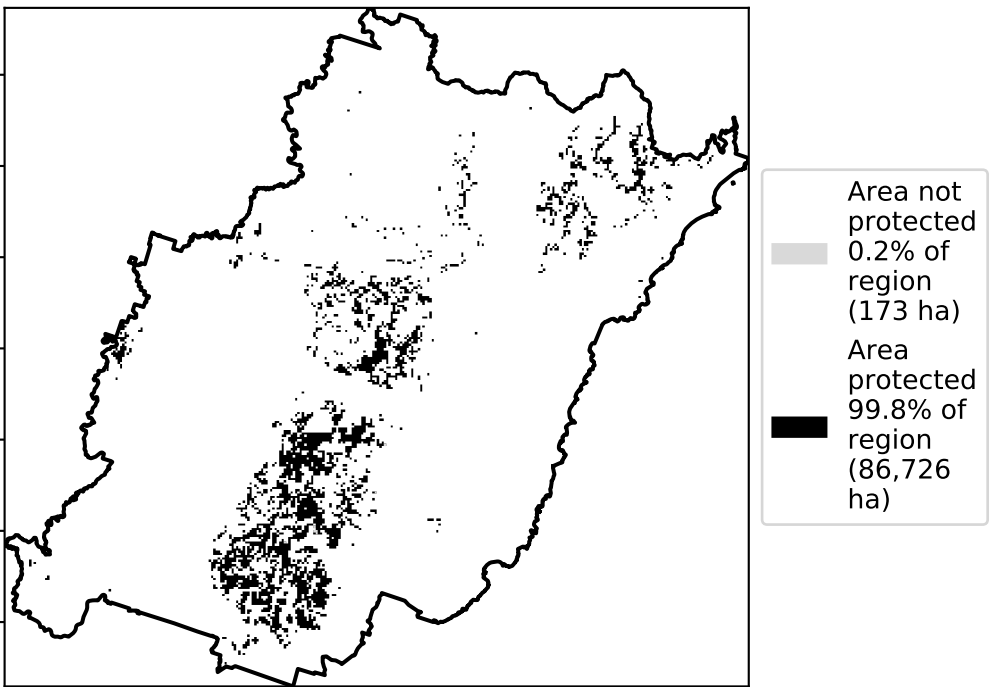 Area not
protected
0.2% of
region
(173 ha)
Area
protected
99.8% of
region
(86,726
ha)